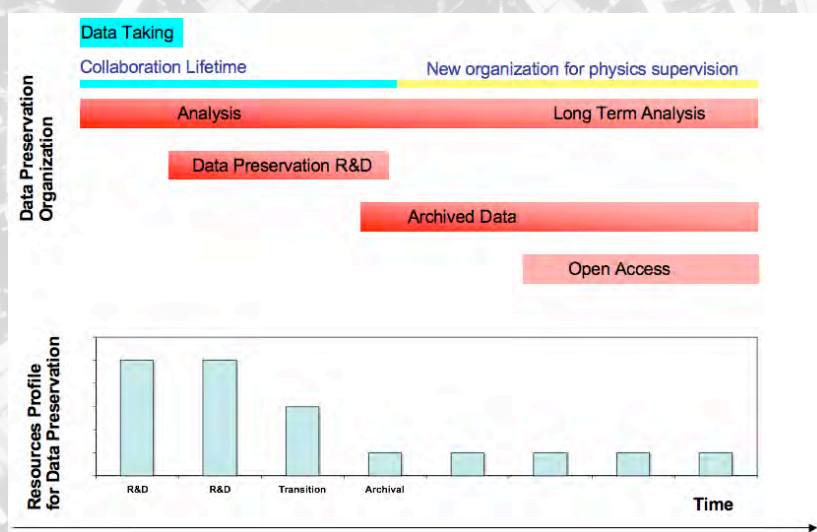 Data Taking
Collaboration Lifetime
New organization for physics supervision
Data Preservation
Organization
Analysis
Long Term Analysis
Data Preservation R&D
Archived Data
Open Access
Resources Profile
for Data Preservation
R&D
R&D
Transition
Archival
Time